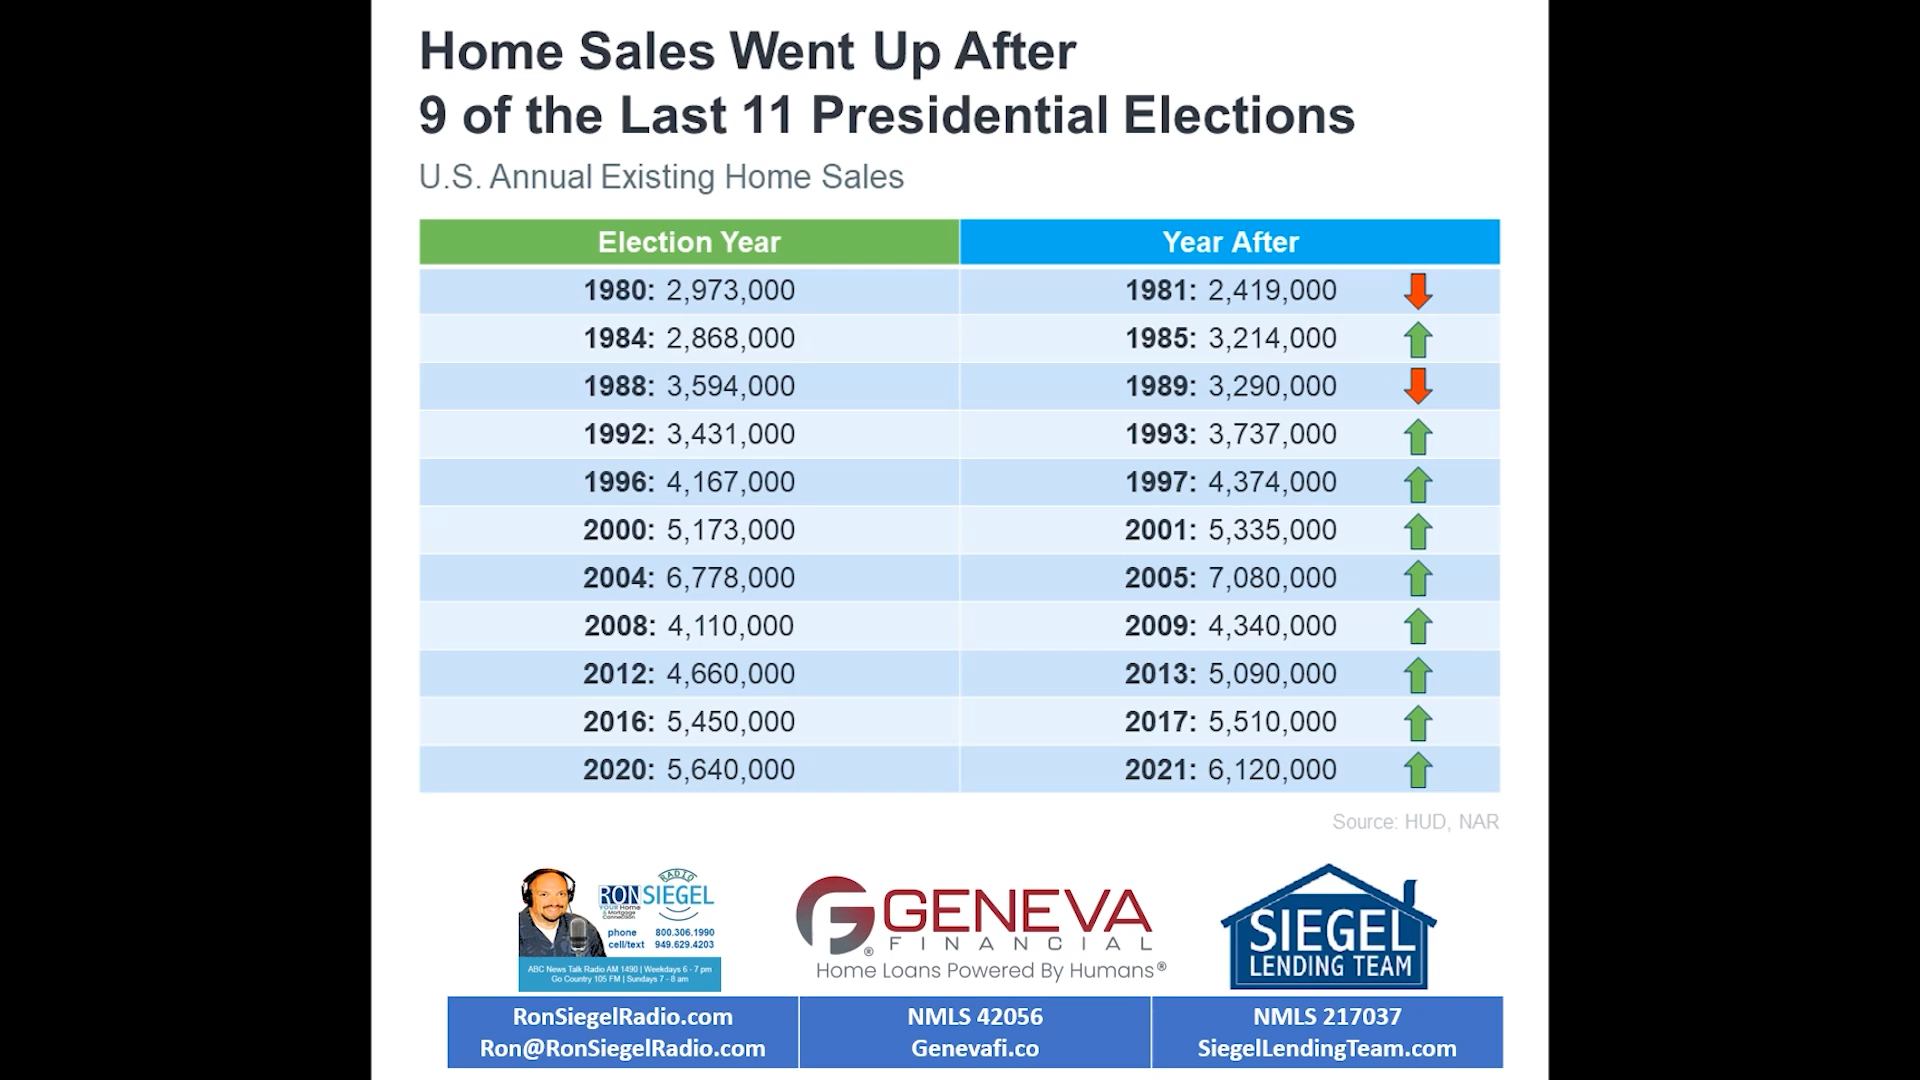 Home Sales Went Up After
9 of the Last 11 Presidential Elections
U.S. Annual Existing Home Sales
Election Year Year After
1980: 2,973,000 1981: 2,419,000
1984: 2,868,000 1985: 3,214,000
1988: 3,594,000 1989: 3,290,000
1992: 3,431,000 1993: 3,737,000
1996: 4,167,000 1997: 4,374,000
2000: 5,173,000 2001: 5,335,000
2004: 6,778,000 2005: 7,080,000
2008: 4,110,000 2009: 4,340,000
2012: 4,660,000 2013: 5,090,000
2016: 5,450,000 2017: 5,510,000
2020: 5,640,000 2021: 6,120,000
Source: HUD, NAR
RADIO
RON SIEGEL
YOUR Home
& Mortgage
Connection
phone 800.306.1990
cell/text 949.629.4203
ABC News Talk Radio AM 1490 | Weekdays 6 - 7 pm
Go Country 105 FM | Sundays 7 - 8 am
GENEVA
FINANCIAL
Home Loans Powered By Humans®
SIEGEL
LENDING TEAM
RonSiegelRadio.com
Ron@RonSiegelRadio.com
NMLS 42056
Genevafi.co
NMLS 217037
SiegelLendingTeam.com